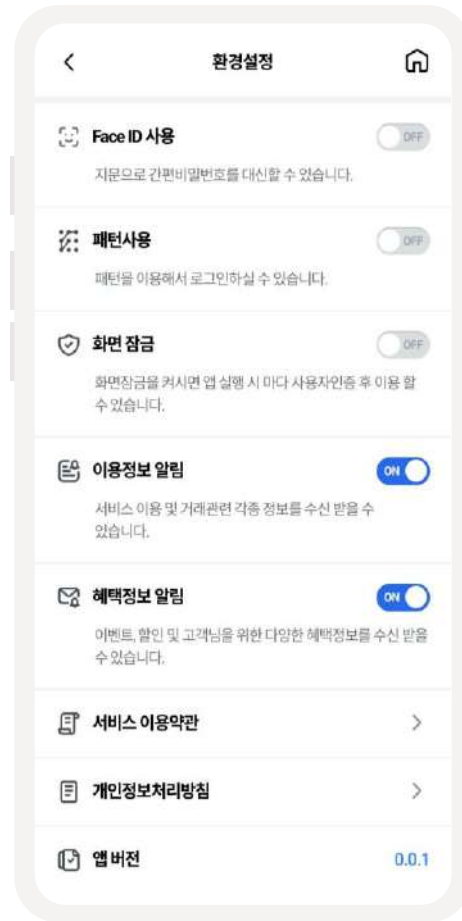 환경설정
Face ID 사용
OFF
지문으로 간편비밀번호를 대신할 수 있습니다.
패턴사용
OFF
패턴을 이용해서 로그인하실 수 있습니다.
화면 잠금
OFF
화면잠금을 켜시면 앱 실행 시 마다 사용자인증 후 이용 할
수 있습니다.
이용정보 알림
ON
서비스 이용 및 거래관련 각종 정보를 수신 받을 수
있습니다.
혜택정보 알림
ON
이벤트, 할인 및 고객님을 위한 다양한 혜택정보를 수신 받을
수 있습니다.
서비스 이용약관
개인정보처리방침
앱 버전
0.0.1